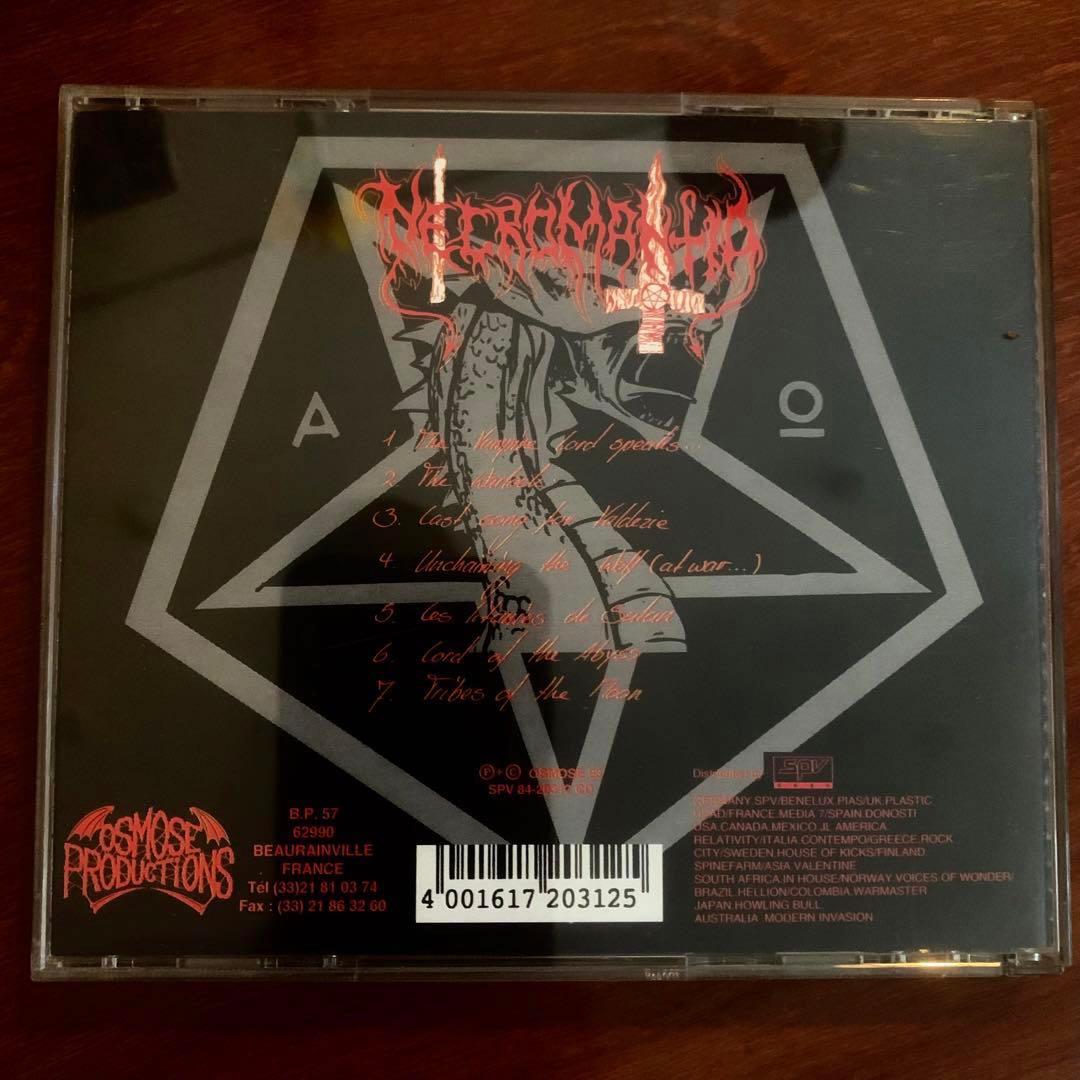 NECROMANTIA
A O
1 The Vampire Lord speaks...
2 The Warlock
3. Last song for Valdezie
4. Unchaining the Wolf (at war...)
5. Les Litanies de Satan
6. Lord of the Abyss
7. Tribes of the Moon
P + C OSMOSE 93
SPV 84-20312 CD
Distributed by SPV
GERMANY.SPV/BENELUX.PIAS/UK.PLASTIC
HEAD/FRANCE.MEDIA 7/SPAIN.DONOSTI
USA.CANADA.MEXICO.JL AMERICA.
RELATIVITY/ITALIA.CONTEMPO/GREECE.ROCK
CITY/SWEDEN.HOUSE OF KICKS/FINLAND
SPINEFARM/ASIA.VALENTINE
SOUTH AFRICA.IN HOUSE/NORWAY.VOICES OF WONDER/
BRAZIL.HELLION/COLOMBIA.WARMASTER
JAPAN.HOWLING BULL
AUSTRALIA MODERN INVASION
OSMOSE
PRODUCTIONS
B.P. 57
62990
BEAURAINVILLE
FRANCE
Tél (33)21 81 03 74
Fax : (33) 21 86 32 60
4 001617 203125